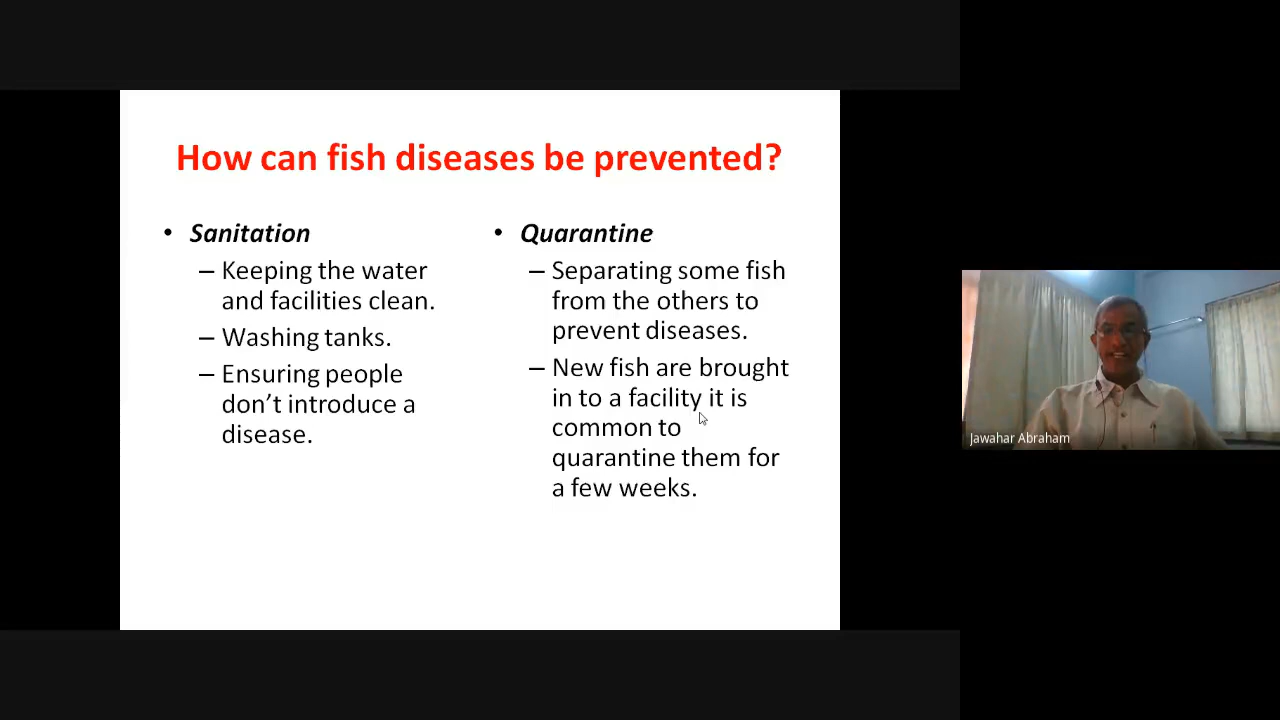 How can fish diseases be prevented?
• Sanitation
– Keeping the water
and facilities clean.
– Washing tanks.
– Ensuring people
don't introduce a
disease.
• Quarantine
– Separating some fish
from the others to
prevent diseases.
– New fish are brought
in to a facility it is
common to
quarantine them for
a few weeks.
Jawahar Abraham